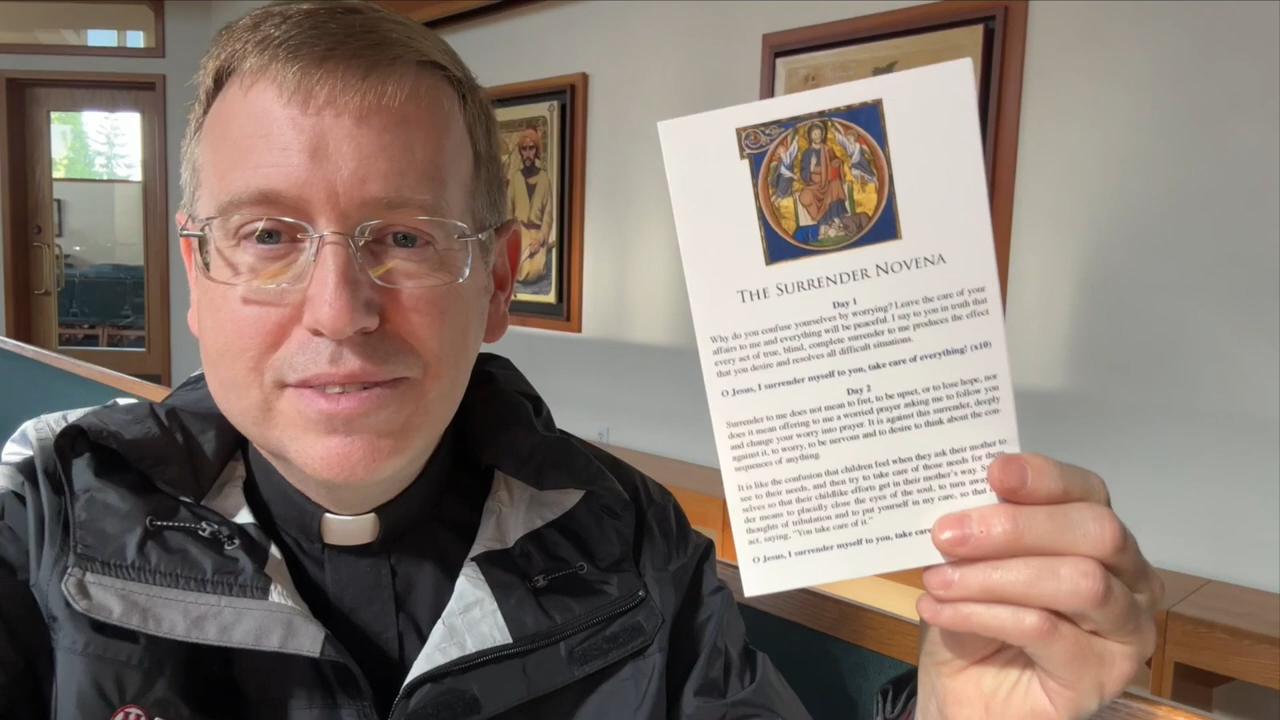 THE SURRENDER NOVENA
Day 1
Why do you confuse yourselves by worrying? Leave the care of your
affairs to me and everything will be peaceful. I say to you in truth that
every act of true, blind, complete surrender to me produces the effect
that you desire and resolves all difficult situations.
O Jesus, I surrender myself to you, take care of everything! (x10)
Day 2
Surrender to me does not mean to fret, to be upset, or to lose hope, nor
does it mean offering to me a worried prayer asking me to follow you
and change your worry into prayer. It is against this surrender, deeply
against it, to worry, to be nervous and to desire to think about the con-
sequences of anything.
It is like the confusion that children feel when they ask their mother to
see to their needs, and then try to take care of those needs for them-
selves so that their childlike efforts get in their mother's way.
der means to placidly close the eyes of the soul, to turn away
thoughts of tribulation and to put yourself in my care, so that
act, saying, "You take care of it."
O Jesus, I surrender myself to you, take care